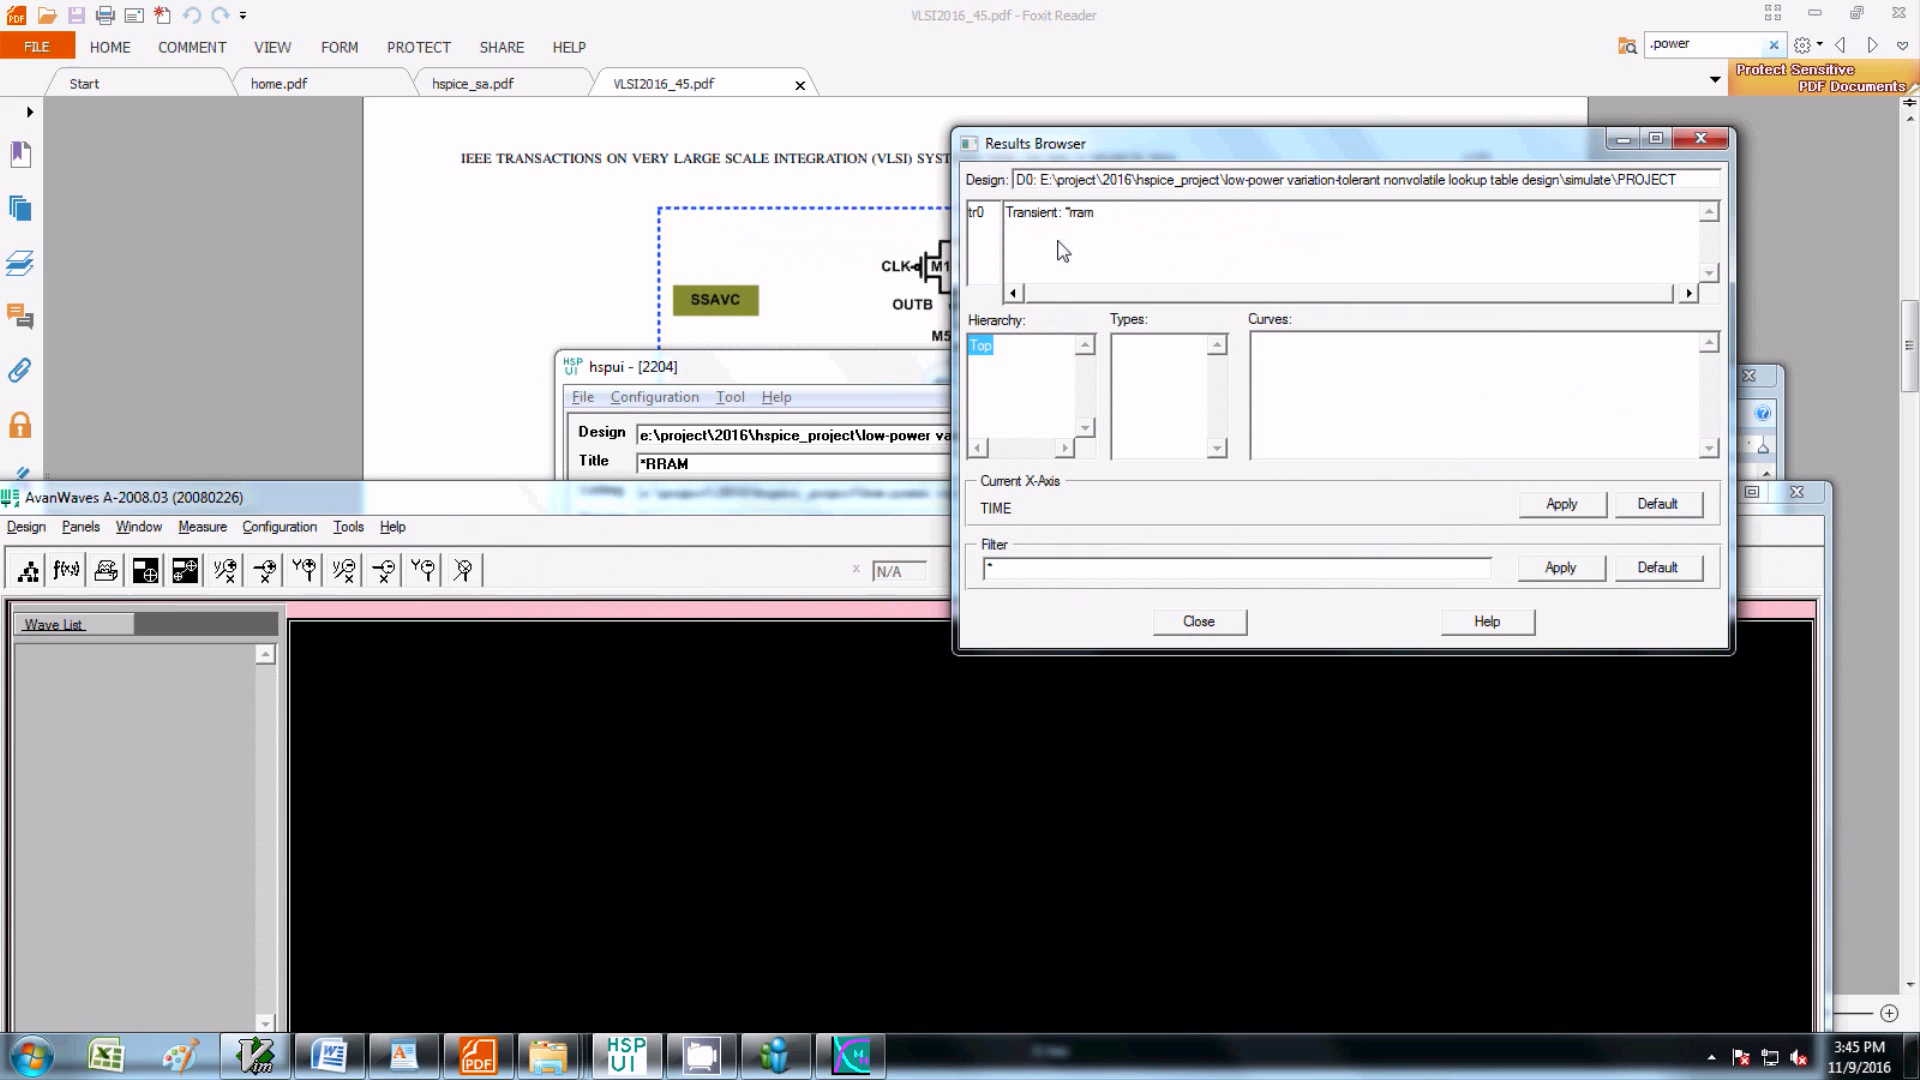 VLSI2016_45.pdf - Foxit Reader
FILE HOME COMMENT VIEW FORM PROTECT SHARE HELP
.power
Start home.pdf hspice_sa.pdf VLSI2016_45.pdf
Protect Sensitive
PDF Documents
IEEE TRANSACTIONS ON VERY LARGE SCALE INTEGRATION (VLSI) SYST
CLK M1
SSAVC
OUTB
M5
Results Browser
Design: D0: E:\project\2016\hspice_project\low-power variation-tolerant nonvolatile lookup table design\simulate\PROJECT
tr0 Transient: *rram
Hierarchy: Types: Curves:
Top
Current X-Axis
TIME Apply Default
Filter
* Apply Default
Close Help
HSP UI hspui - [2204]
File Configuration Tool Help
Design e:\project\2016\hspice_project\low-power va
Title *RRAM
AvanWaves A-2008.03 (20080226)
Design Panels Window Measure Configuration Tools Help
f(x) x N/A
Wave List
PDF HSP UI
3:45 PM
11/9/2016